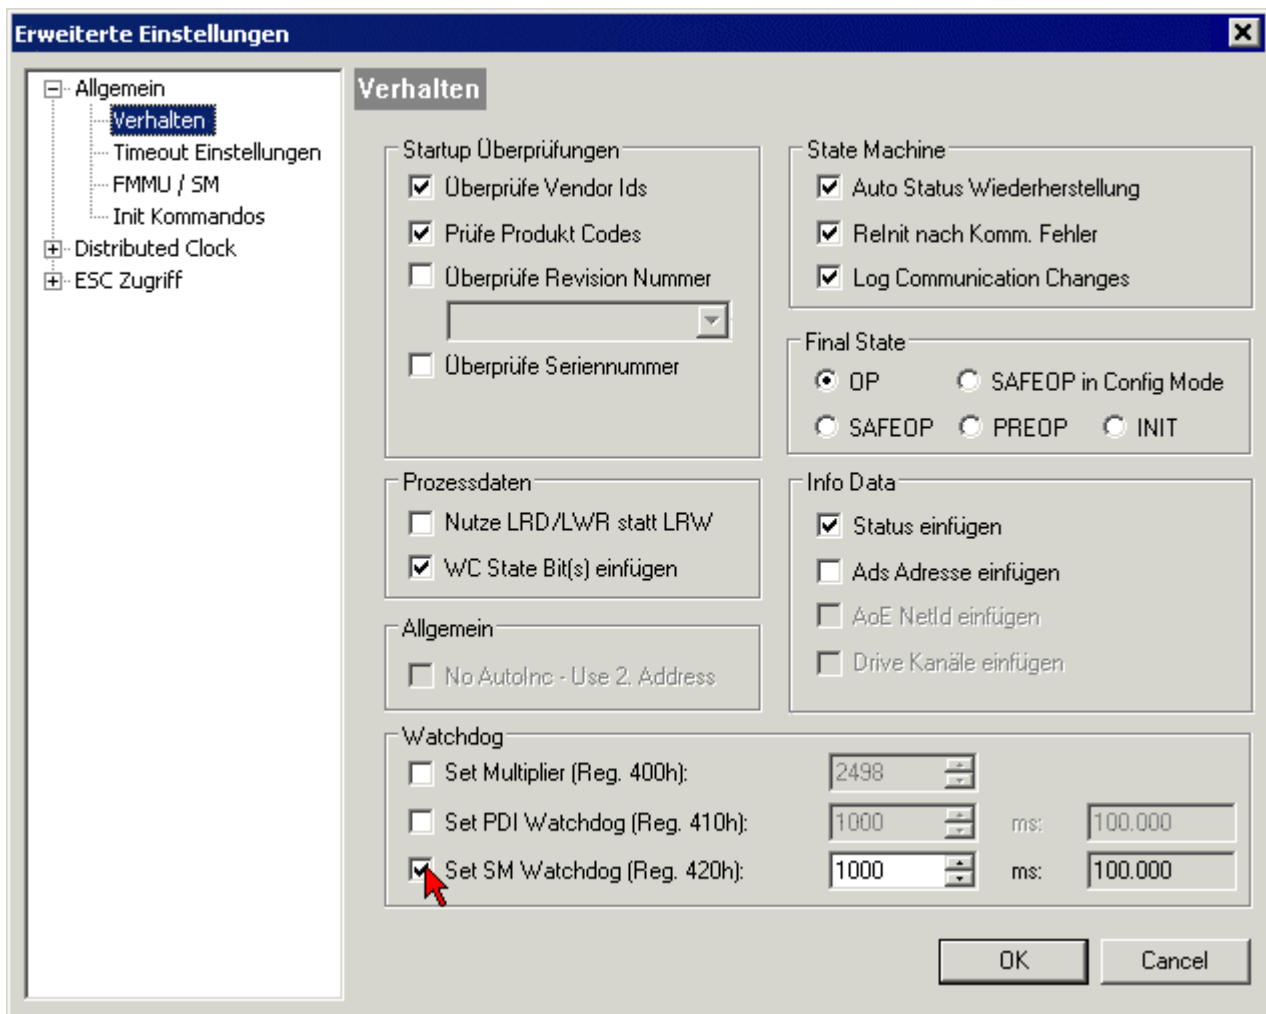 Erweiterte Einstellungen
Allgemein
Verhalten
Timeout Einstellungen
FMMU / SM
Init Kommandos
Distributed Clock
ESC Zugriff
Verhalten
Startup Überprüfungen
Überprüfe Vendor Ids
Prüfe Produkt Codes
Überprüfe Revision Nummer
Überprüfe Seriennummer
State Machine
Auto Status Wiederherstellung
ReInit nach Komm. Fehler
Log Communication Changes
Final State
OP SAFEOP in Config Mode
SAFEOP PREOP INIT
Prozessdaten
Nutze LRD/LWR statt LRW
WC State Bit(s) einfügen
Info Data
Status einfügen
Ads Adresse einfügen
AoE NetId einfügen
Drive Kanäle einfügen
Allgemein
No AutoInc - Use 2. Address
Watchdog
Set Multiplier (Reg. 400h): 2498
Set PDI Watchdog (Reg. 410h): 1000 ms: 100.000
Set SM Watchdog (Reg. 420h): 1000 ms: 100.000
OK Cancel